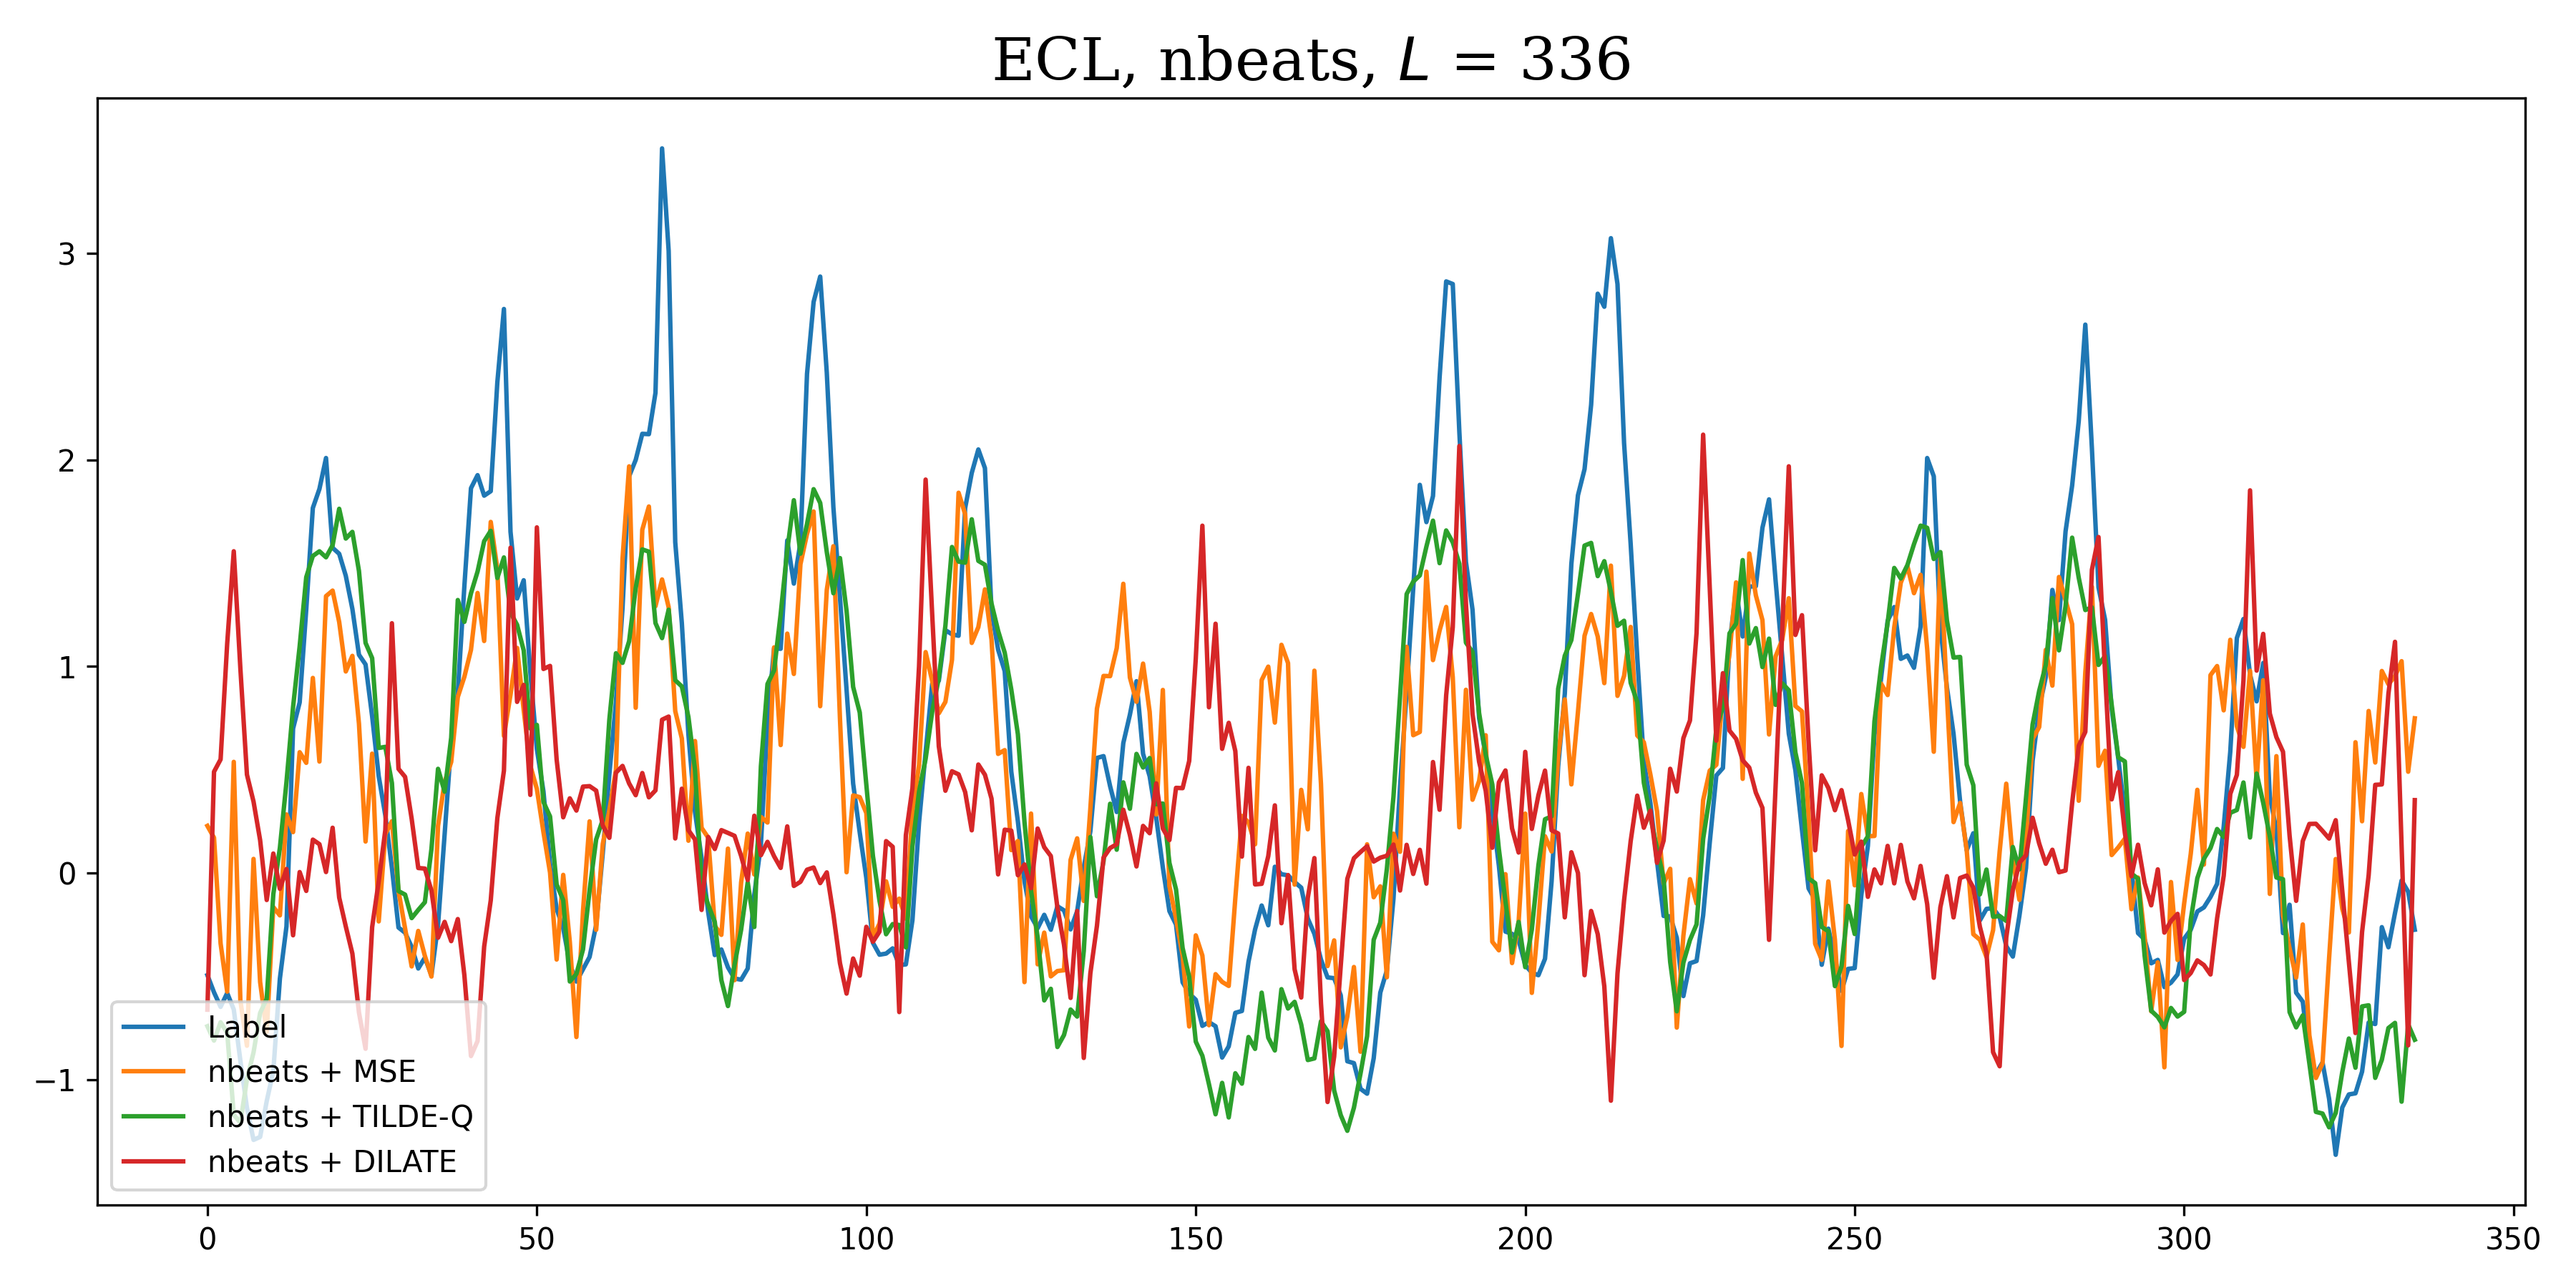 ECL, nbeats, L = 336
3
2
1
0
−1
Label
nbeats + MSE
nbeats + TILDE-Q
nbeats + DILATE
0 50 100 150 200 250 300 350